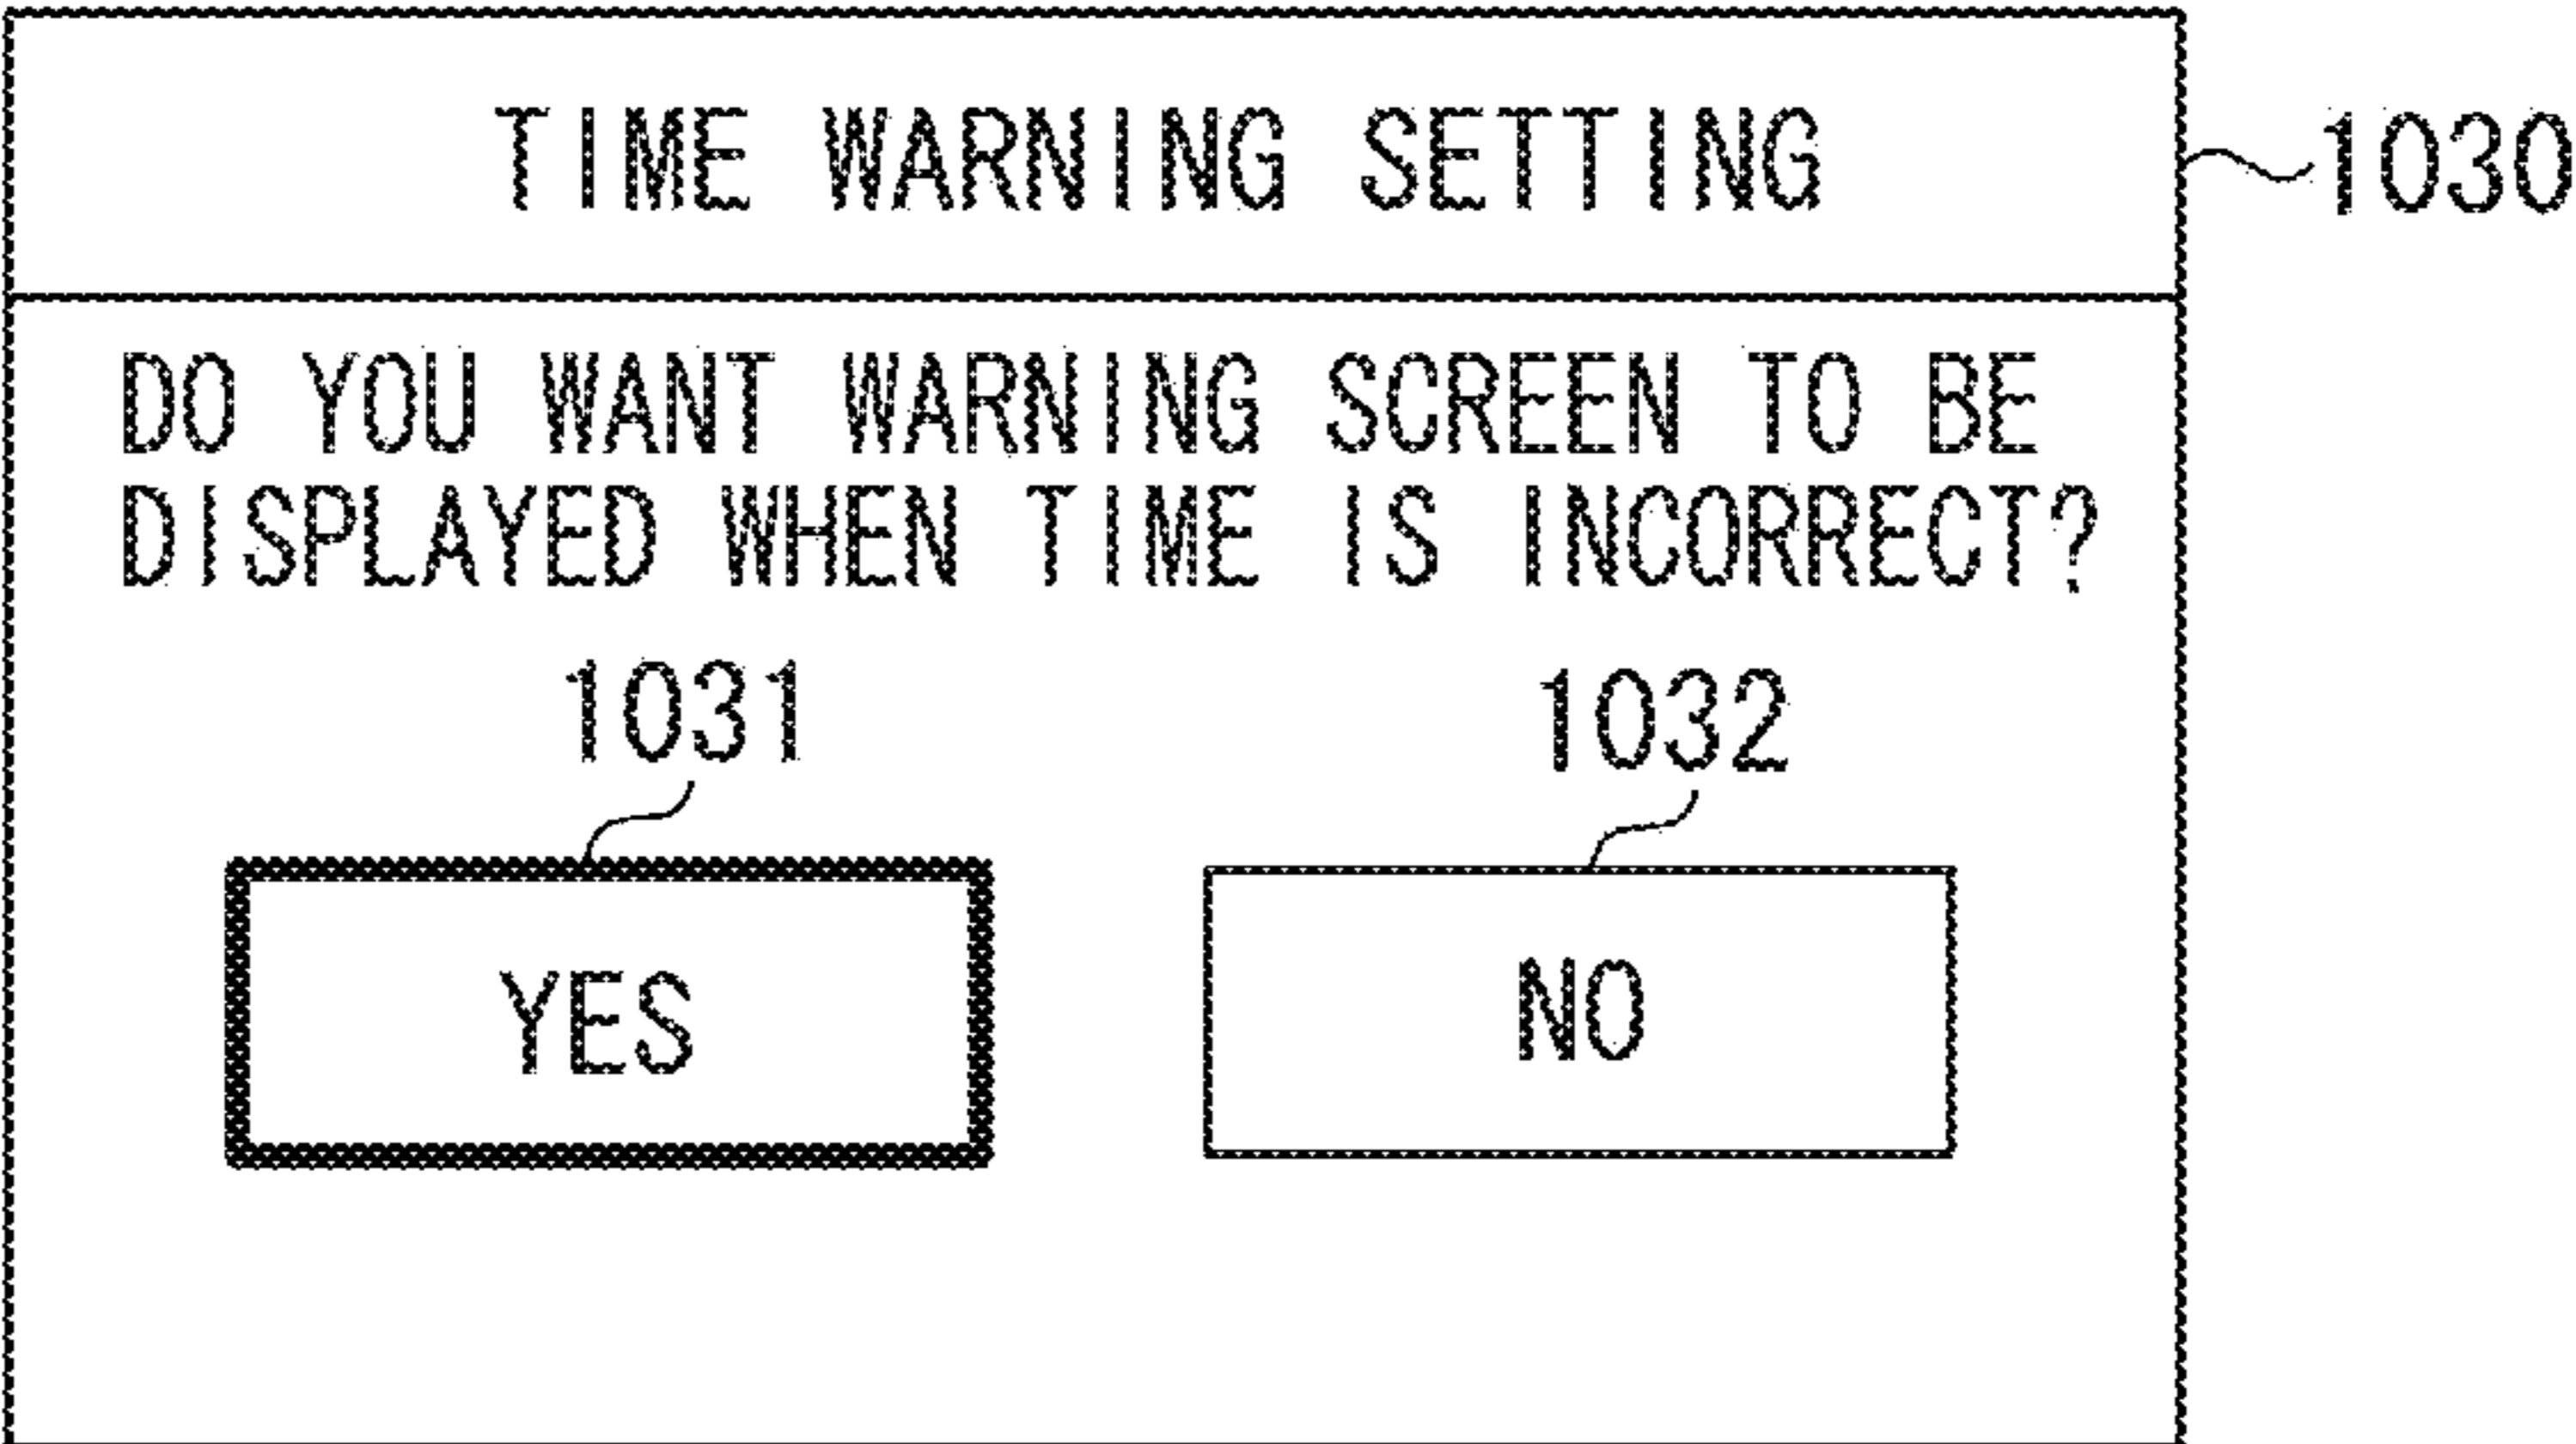 TIME WARNING SETTING
1030
DO YOU WANT WARNING SCREEN TO BE
DISPLAYED WHEN TIME IS INCORRECT?
1031
1032
YES
NO